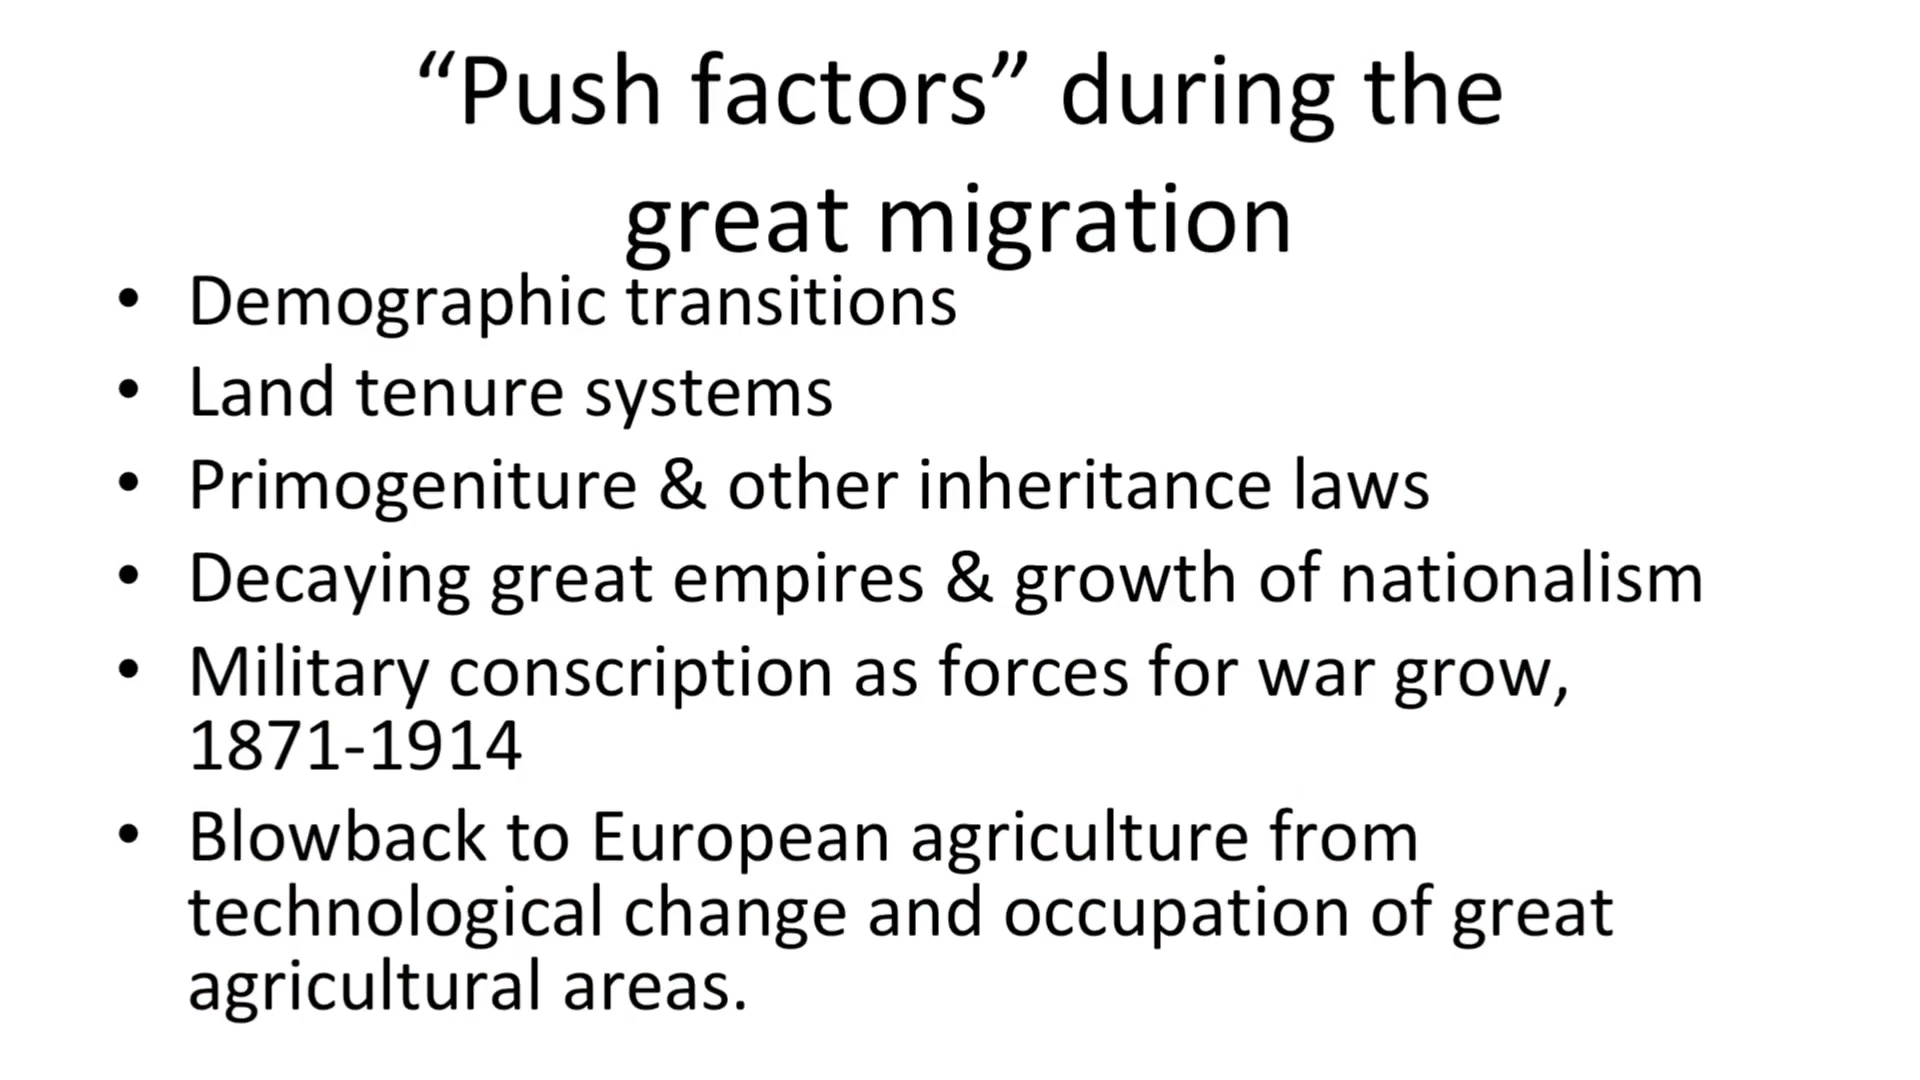 “Push factors” during the
great migration
• Demographic transitions
• Land tenure systems
• Primogeniture & other inheritance laws
• Decaying great empires & growth of nationalism
• Military conscription as forces for war grow,
1871-1914
• Blowback to European agriculture from
technological change and occupation of great
agricultural areas.